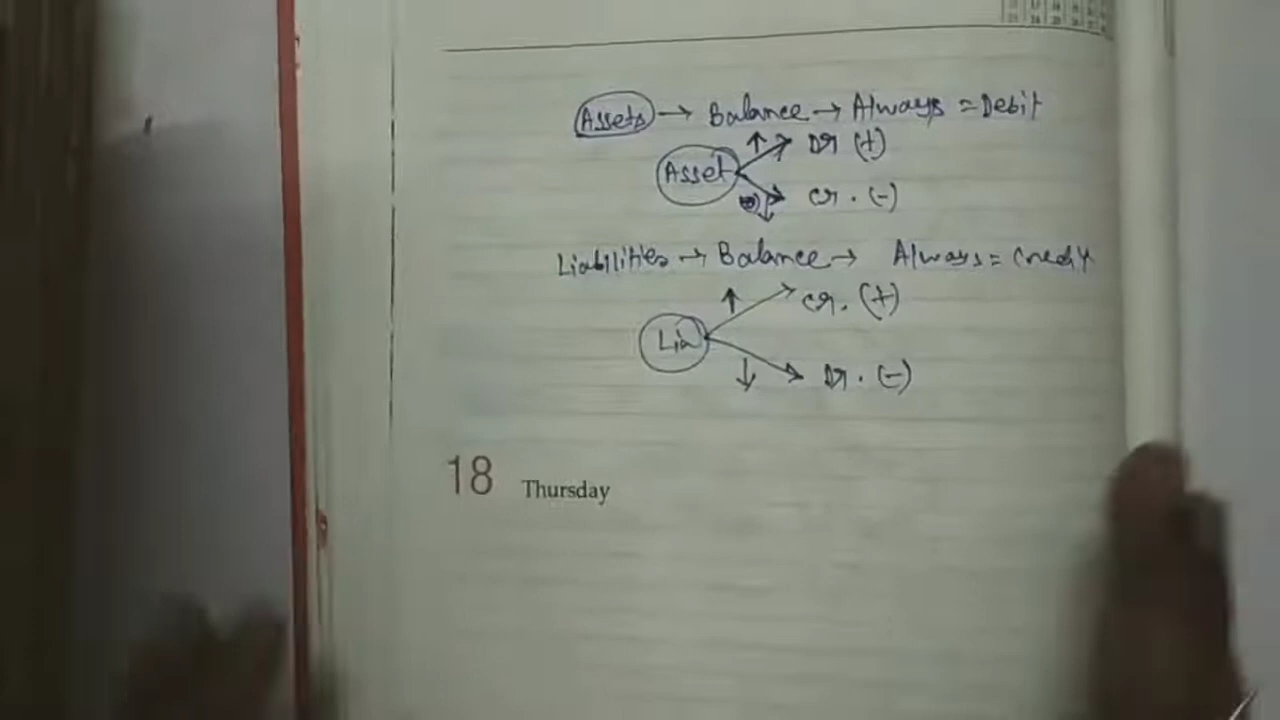 Assets → Balance → Always = Debit
Asset ↑ Dr (+)
↓ Cr. (-)
Liabilities → Balance → Always = Credit
Lia ↑ Cr. (+)
↓ Dr. (-)
18 Thursday